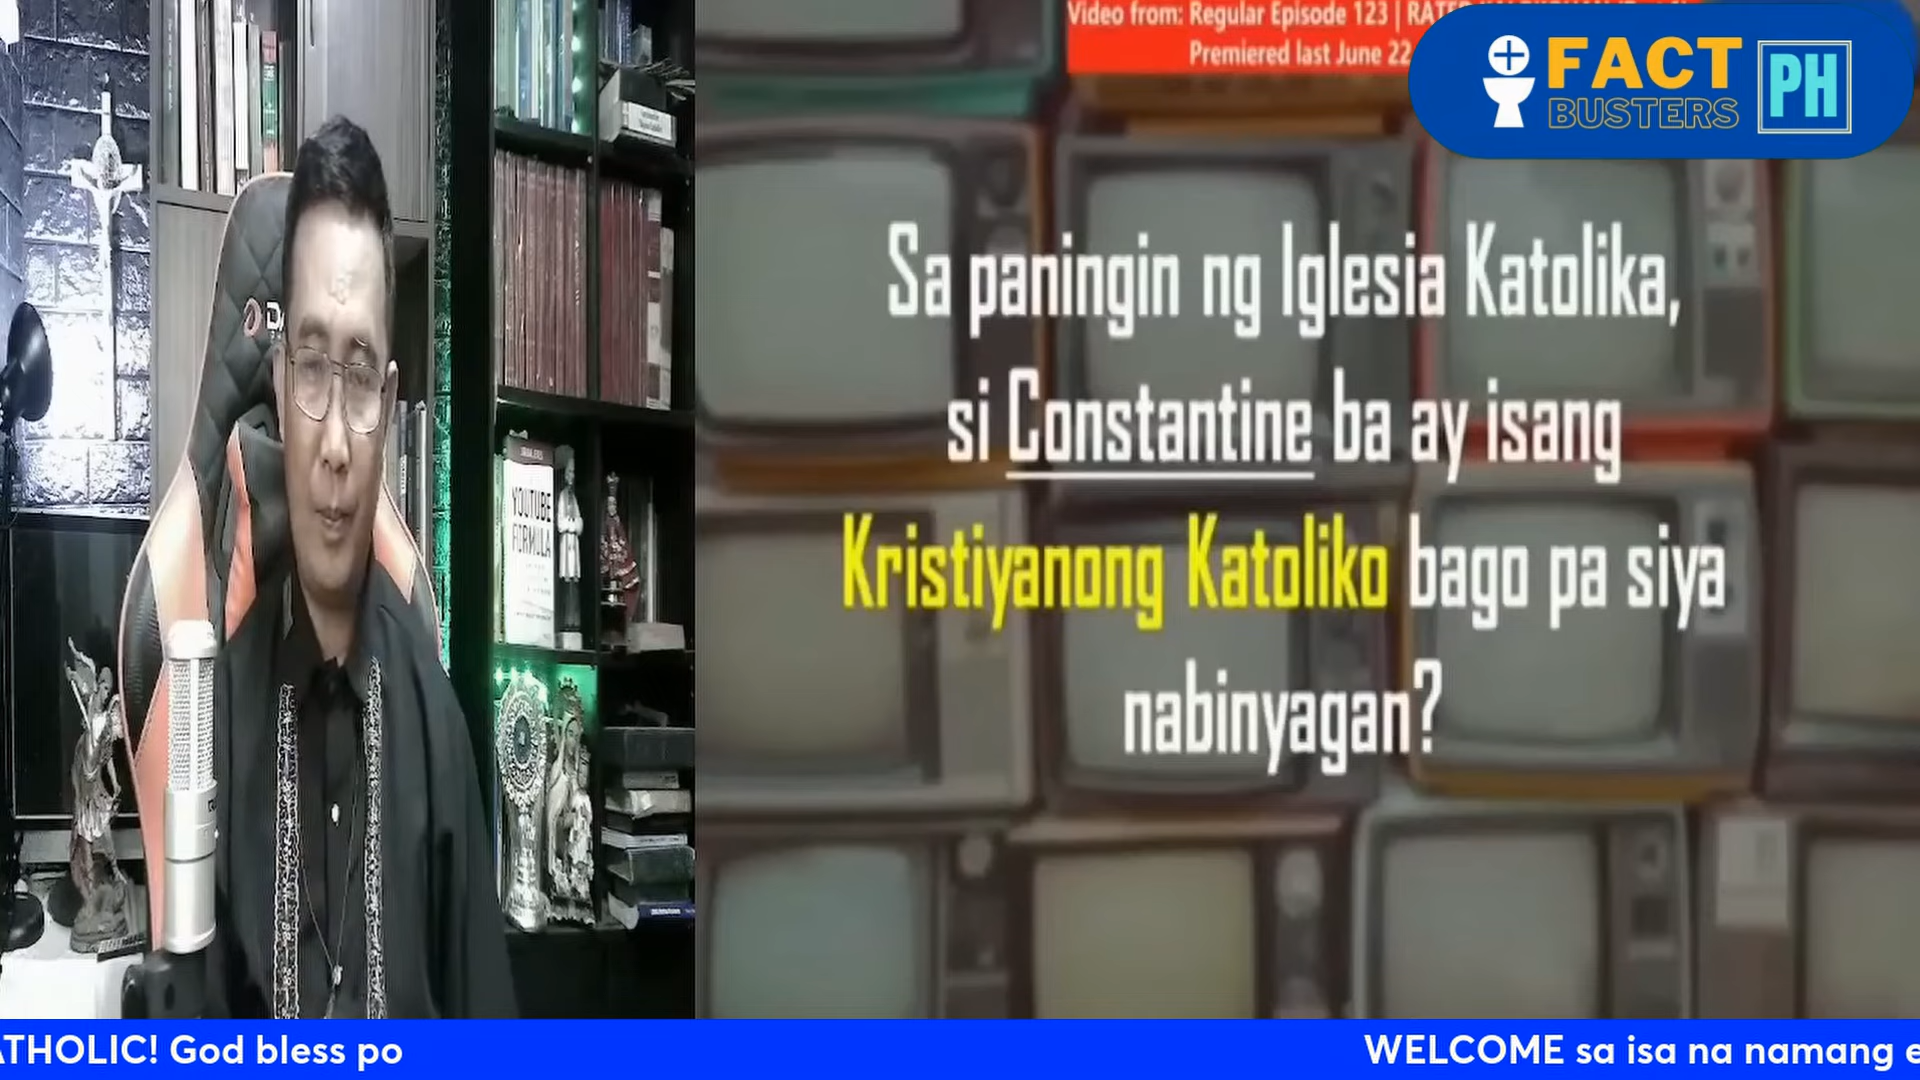 Video from: Regular Episode 123 |
Premiered last June 22
FACT
BUSTERS
PH
Sa paningin ng Iglesia Katolika,
si Constantine ba ay isang
Kristiyanong Katoliko bago pa siya
nabinyagan?
YOUTUBE
FORMULA
ATHOLIC! God bless po
WELCOME sa isa na namang e